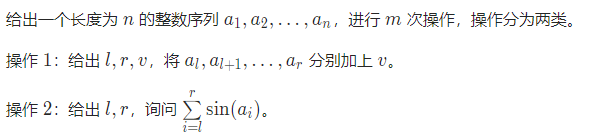 给出一个长度为 n 的整数序列 a₁, a₂, . . . , aₙ，进行 m 次操作，操作分为两类。
操作 1：给出 l, r, v，将 aₗ, aₗ₊₁, . . . , aᵣ 分别加上 v。
操作 2：给出 l, r，询问 \sum_{i=l}^{r} sin(aᵢ)。